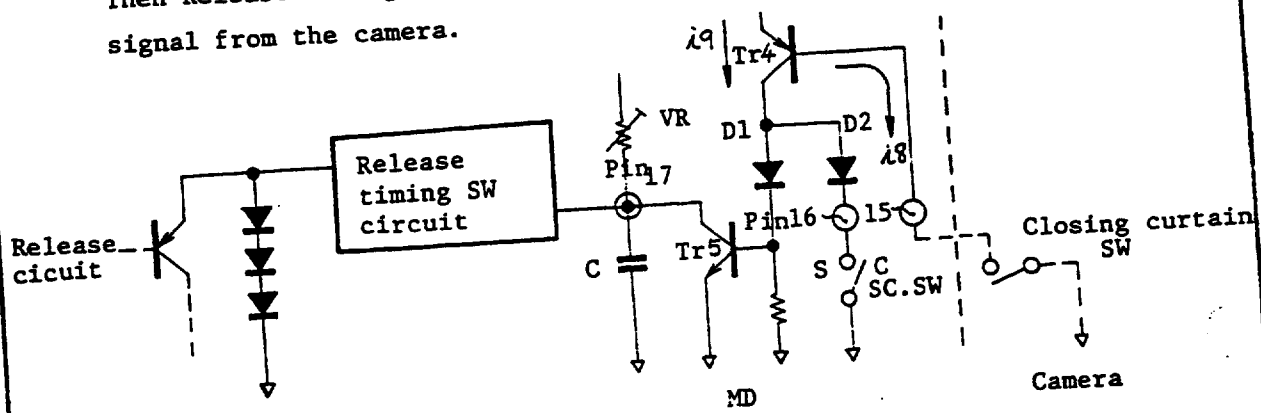 signal from the camera.
i9
Tr4
VR
D1
D2
i8
Release
timing SW
circuit
Pin17
Pin16
15
Closing curtain
SW
Release
cicuit
C
Tr5
S
C
SC.SW
MD
Camera